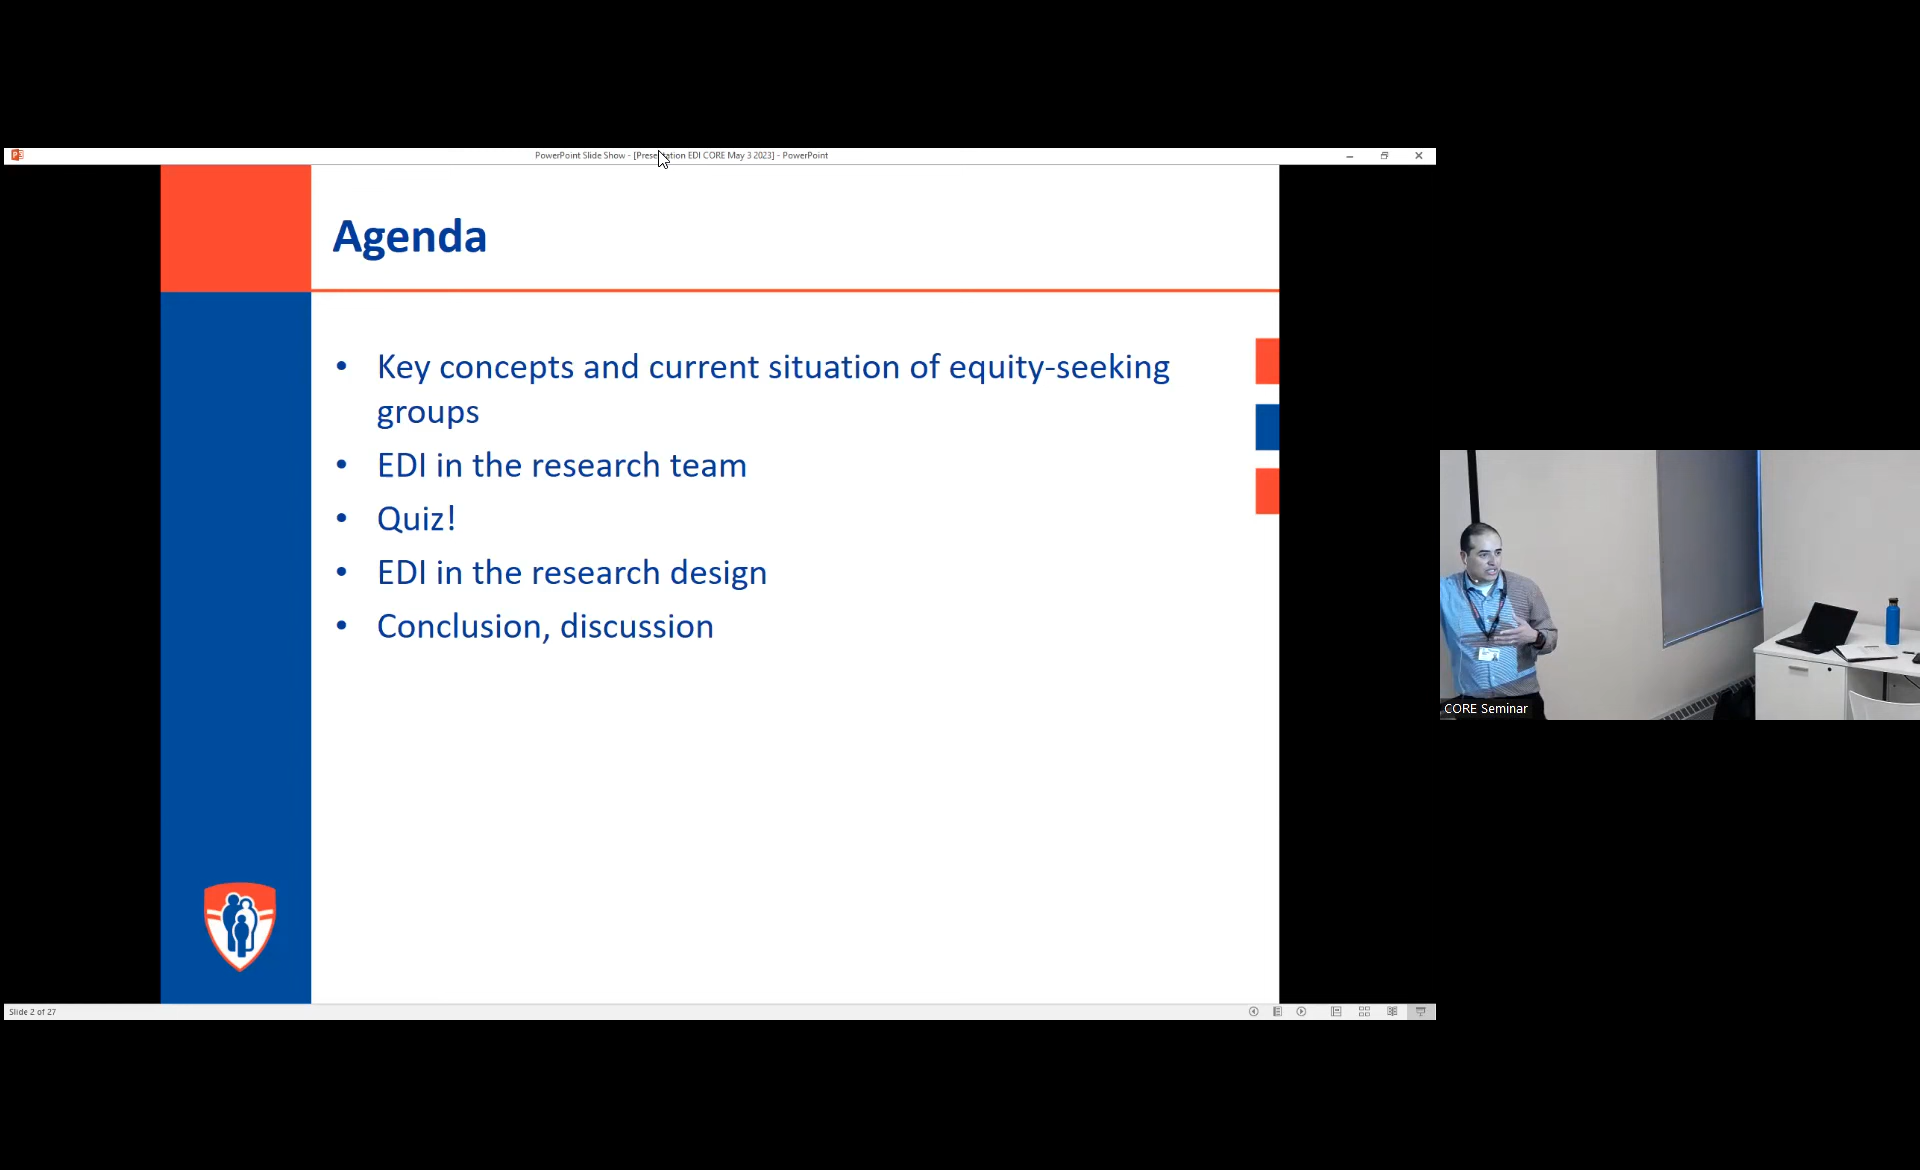 PowerPoint Slide Show - [Presentation EDI CORE May 3 2023] - PowerPoint
Agenda
• Key concepts and current situation of equity-seeking
groups
• EDI in the research team
• Quiz!
• EDI in the research design
• Conclusion, discussion
CORE Seminar
Slide 2 of 27